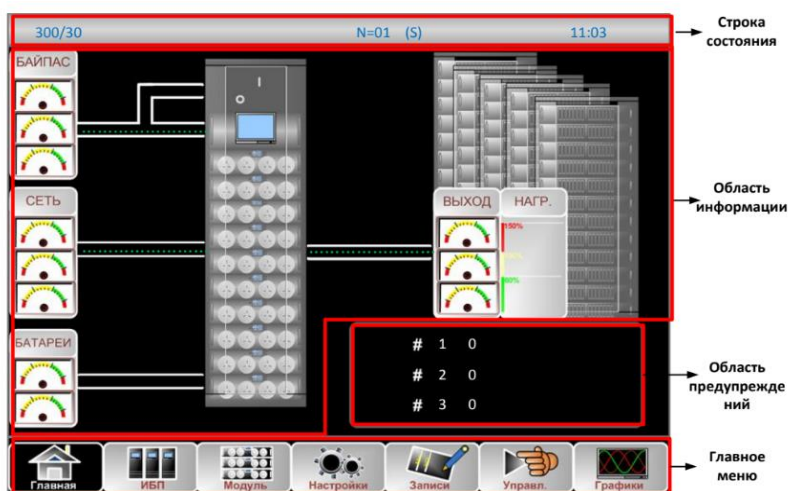 300/30 N=01 (S) 11:03
Строка
состояния
БАЙПАС
СЕТЬ
ВЫХОД НАГР.
150%
Область
информации
БАТАРЕИ
# 1 0
# 2 0
# 3 0
Область
предупрежде
ний
Главная ИБП Модуль Настройки Записи Управл. Графики
Главное
меню